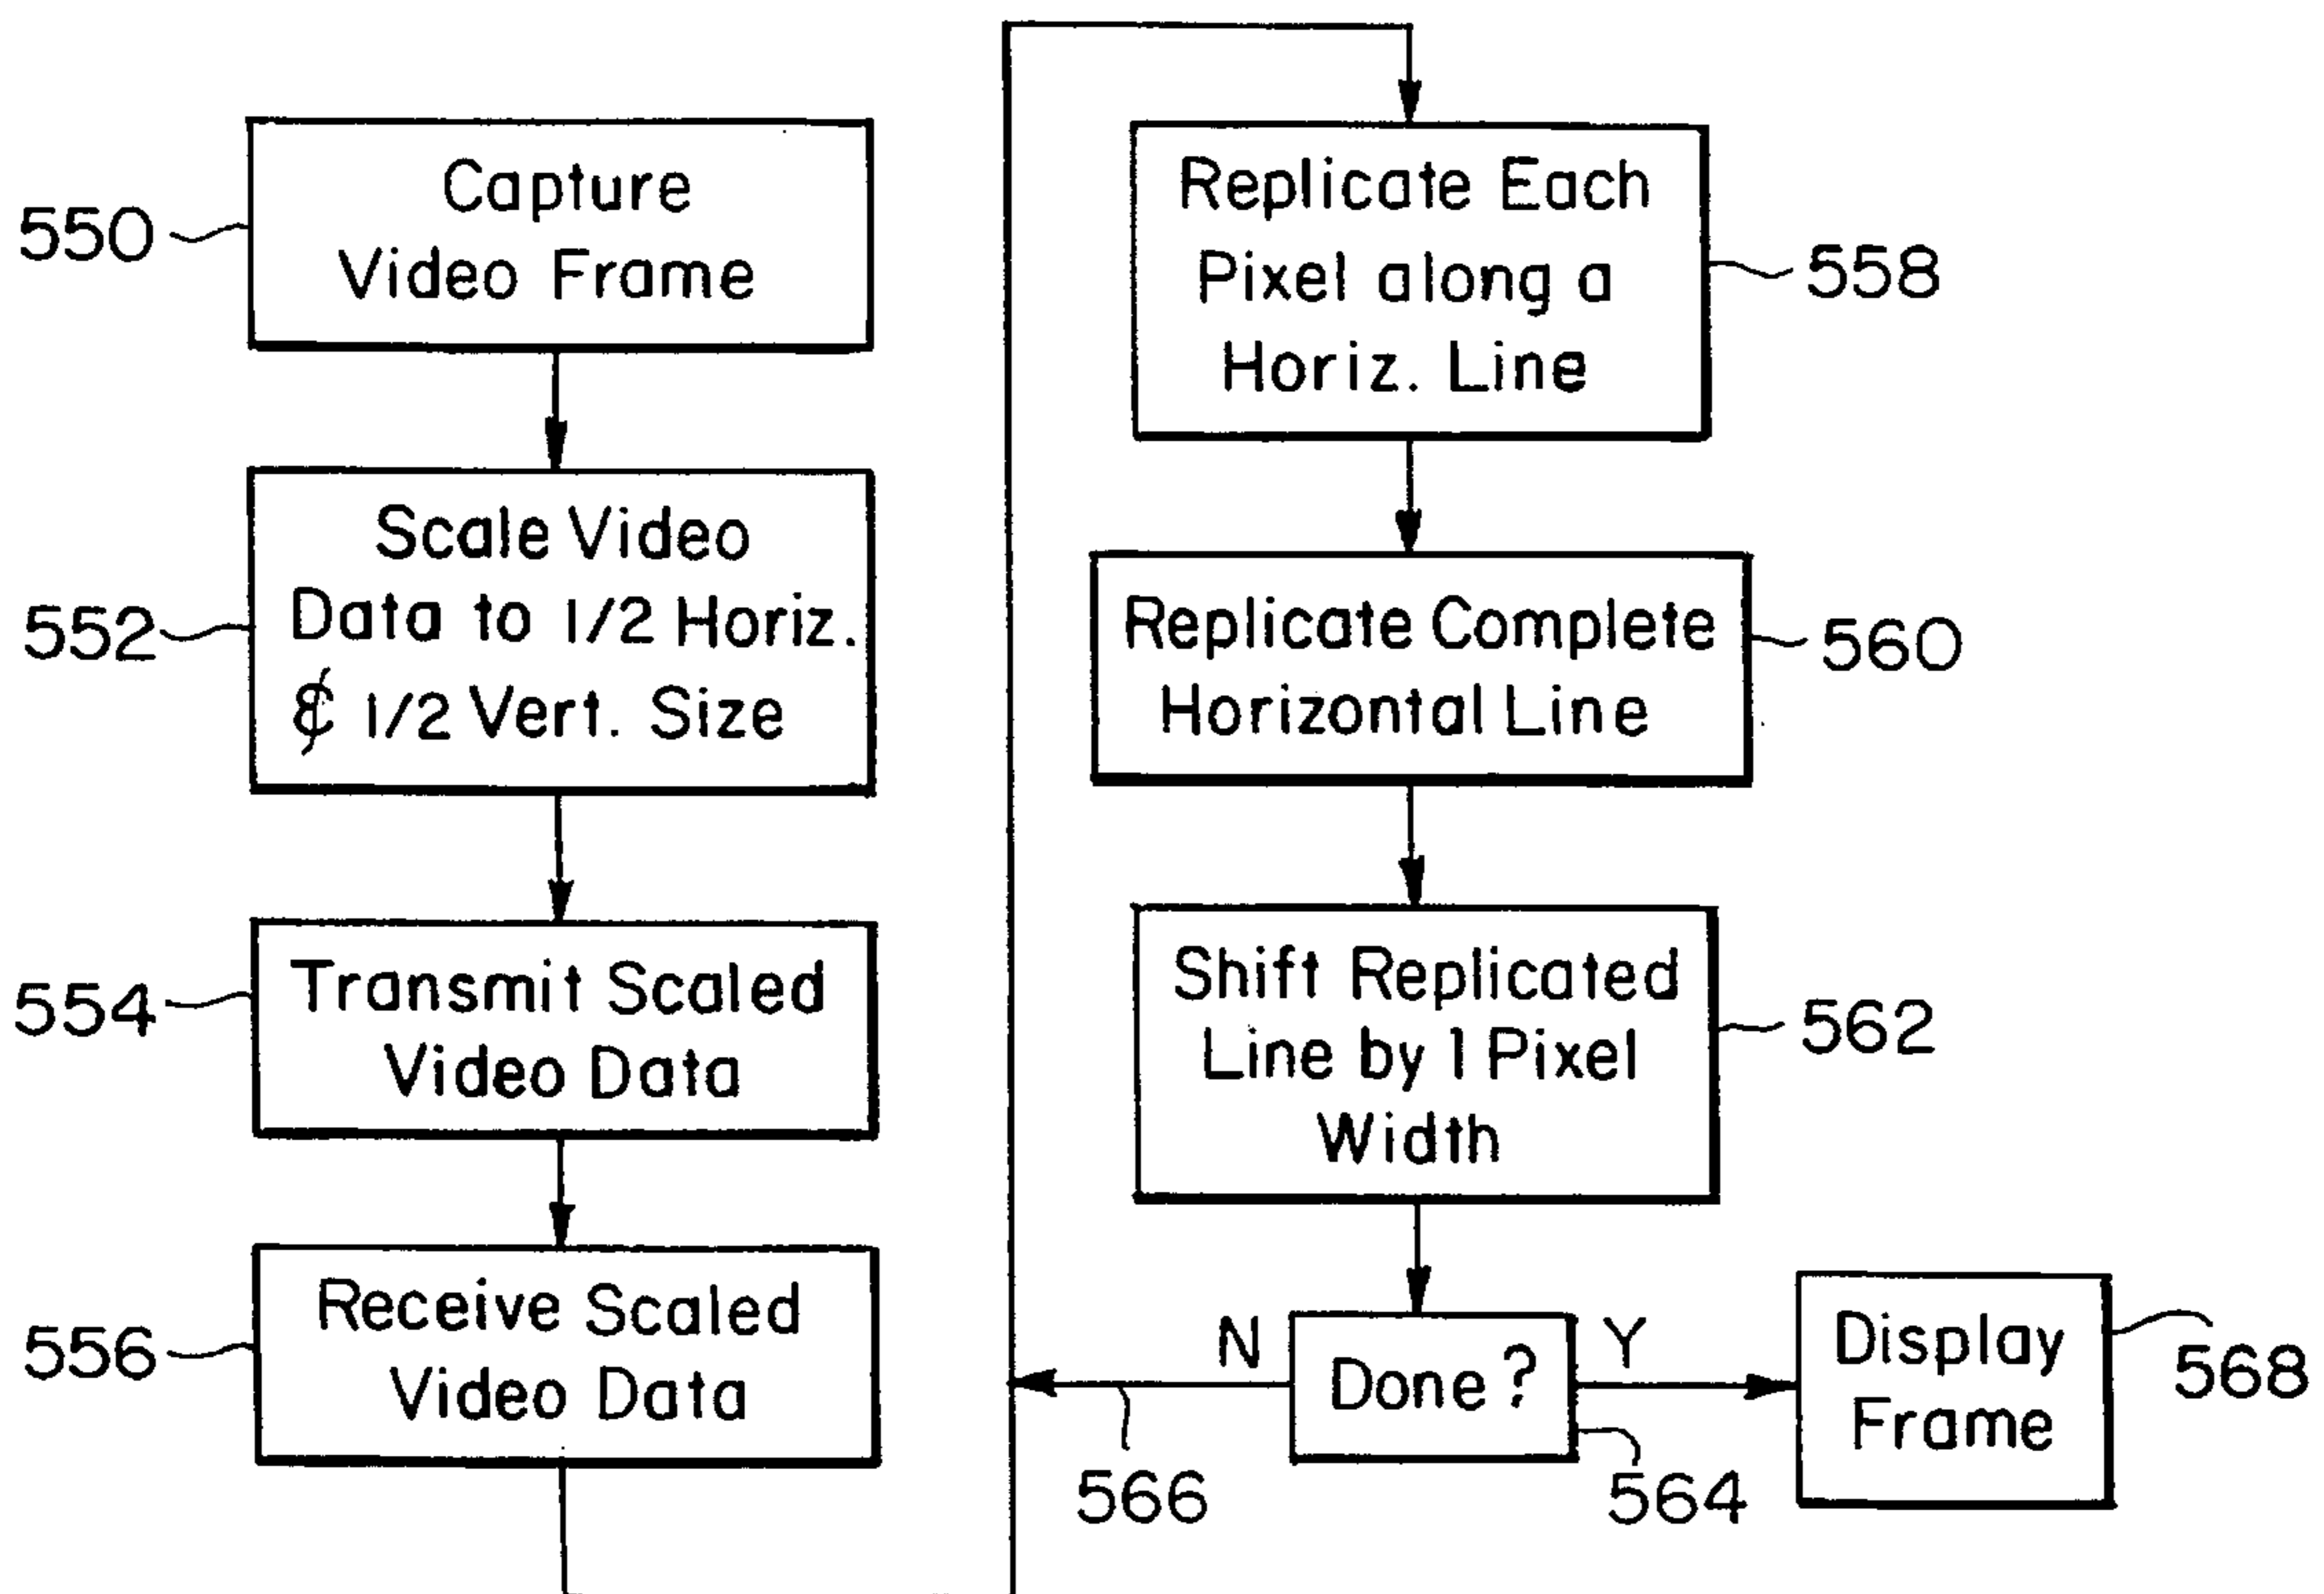 550
Capture
Video Frame
552
Scale Video
Data to 1/2 Horiz.
& 1/2 Vert. Size
554
Transmit Scaled
Video Data
556
Receive Scaled
Video Data
Replicate Each
Pixel along a
Horiz. Line
558
Replicate Complete
Horizontal Line
560
Shift Replicated
Line by 1 Pixel
Width
562
N
Done ?
Y
566
564
Display
Frame
568